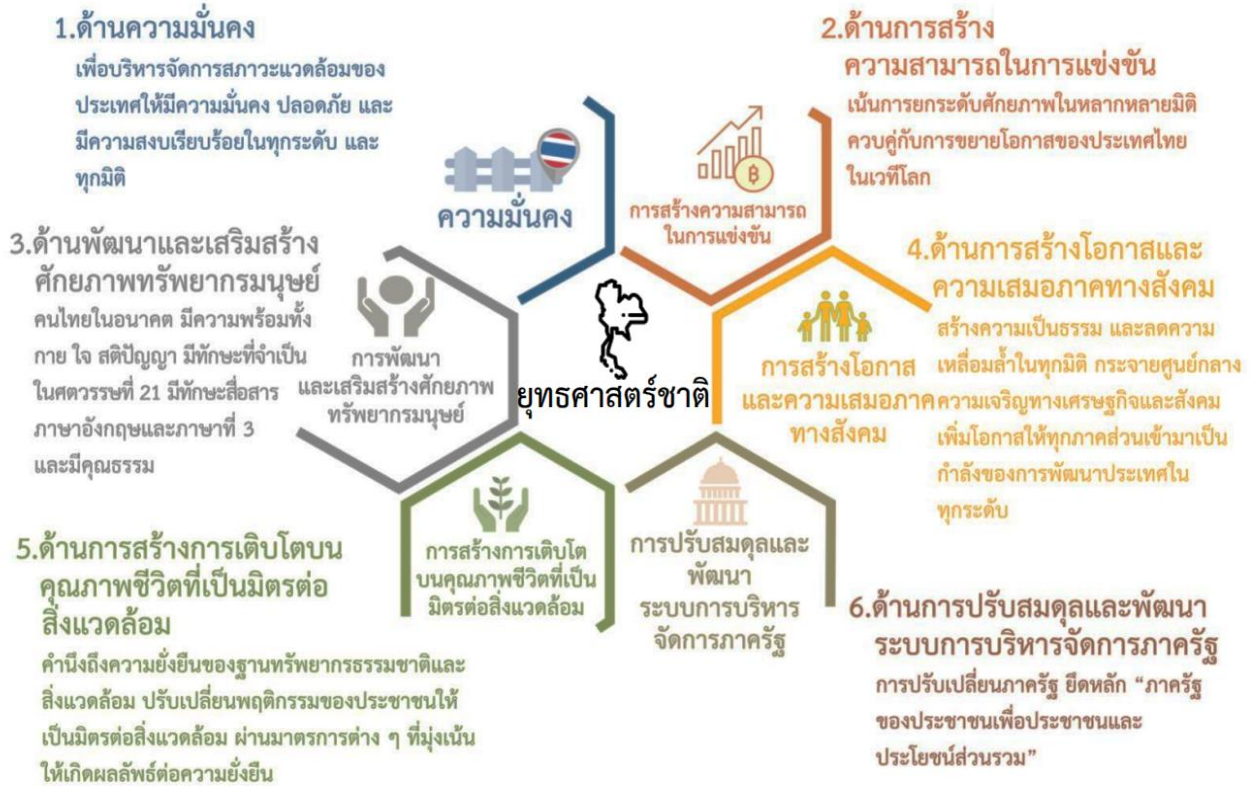 1.ด้านความมั่นคง
เพื่อบริหารจัดการสภาวะแวดล้อมของ
ประเทศให้มีความมั่นคง ปลอดภัย และ
มีความสงบเรียบร้อยในทุกระดับ และ
ทุกมิติ
2.ด้านการสร้าง
ความสามารถในการแข่งขัน
เน้นการยกระดับศักยภาพในหลากหลายมิติ
ควบคู่กับการขยายโอกาสของประเทศไทย
ในเวทีโลก
ความมั่นคง
การสร้างความสามารถ
ในการแข่งขัน
3.ด้านพัฒนาและเสริมสร้าง
ศักยภาพทรัพยากรมนุษย์
คนไทยในอนาคต มีความพร้อมทั้ง
กาย ใจ สติปัญญา มีทักษะที่จำเป็น
ในศตวรรษที่ 21 มีทักษะสื่อสาร
ภาษาอังกฤษและภาษาที่ 3
และมีคุณธรรม
การพัฒนา
และเสริมสร้างศักยภาพ
ทรัพยากรมนุษย์
ยุทธศาสตร์ชาติ
การสร้างโอกาส
และความเสมอภาค
ทางสังคม
4.ด้านการสร้างโอกาสและ
ความเสมอภาคทางสังคม
สร้างความเป็นธรรม และลดความ
เหลื่อมล้ำในทุกมิติ กระจายศูนย์กลาง
ความเจริญทางเศรษฐกิจและสังคม
เพิ่มโอกาสให้ทุกภาคส่วนเข้ามาเป็น
กำลังของการพัฒนาประเทศใน
ทุกระดับ
5.ด้านการสร้างการเติบโตบน
คุณภาพชีวิตที่เป็นมิตรต่อ
สิ่งแวดล้อม
คำนึงถึงความยั่งยืนของฐานทรัพยากรธรรมชาติและ
สิ่งแวดล้อม ปรับเปลี่ยนพฤติกรรมของประชาชนให้
เป็นมิตรต่อสิ่งแวดล้อม ผ่านมาตรการต่าง ๆ ที่มุ่งเน้น
ให้เกิดผลลัพธ์ต่อความยั่งยืน
การสร้างการเติบโต
บนคุณภาพชีวิตที่เป็น
มิตรต่อสิ่งแวดล้อม
การปรับสมดุลและ
พัฒนา
ระบบการบริหาร
จัดการภาครัฐ
6.ด้านการปรับสมดุลและพัฒนา
ระบบการบริหารจัดการภาครัฐ
การปรับเปลี่ยนภาครัฐ ยึดหลัก “ภาครัฐ
ของประชาชนเพื่อประชาชนและ
ประโยชน์ส่วนรวม”